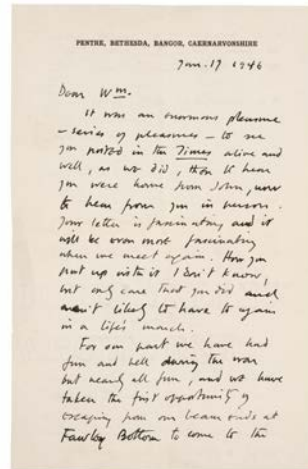 PENTRE, BETHESDA, BANGOR, CAERNARVONSHIRE
Jan. 17 1946
Dear Wm.
It was an enormous pleasure
– series of pleasures – to see
you posted in the Times alive and
well, as we did, then to hear
you were home from John, now
to hear from you in person.
Your letter is fascinating and it
will be even more fascinating
when we meet again. How you
put up with it I don't know,
but only care that you did and
aren't likely to have to again
in a life's march.
For our part we have had
fun and hell during the war
but nearly all fun, and we have
taken the first opportunity of
escaping from our beam ends at
Fawley Bottom to come to the